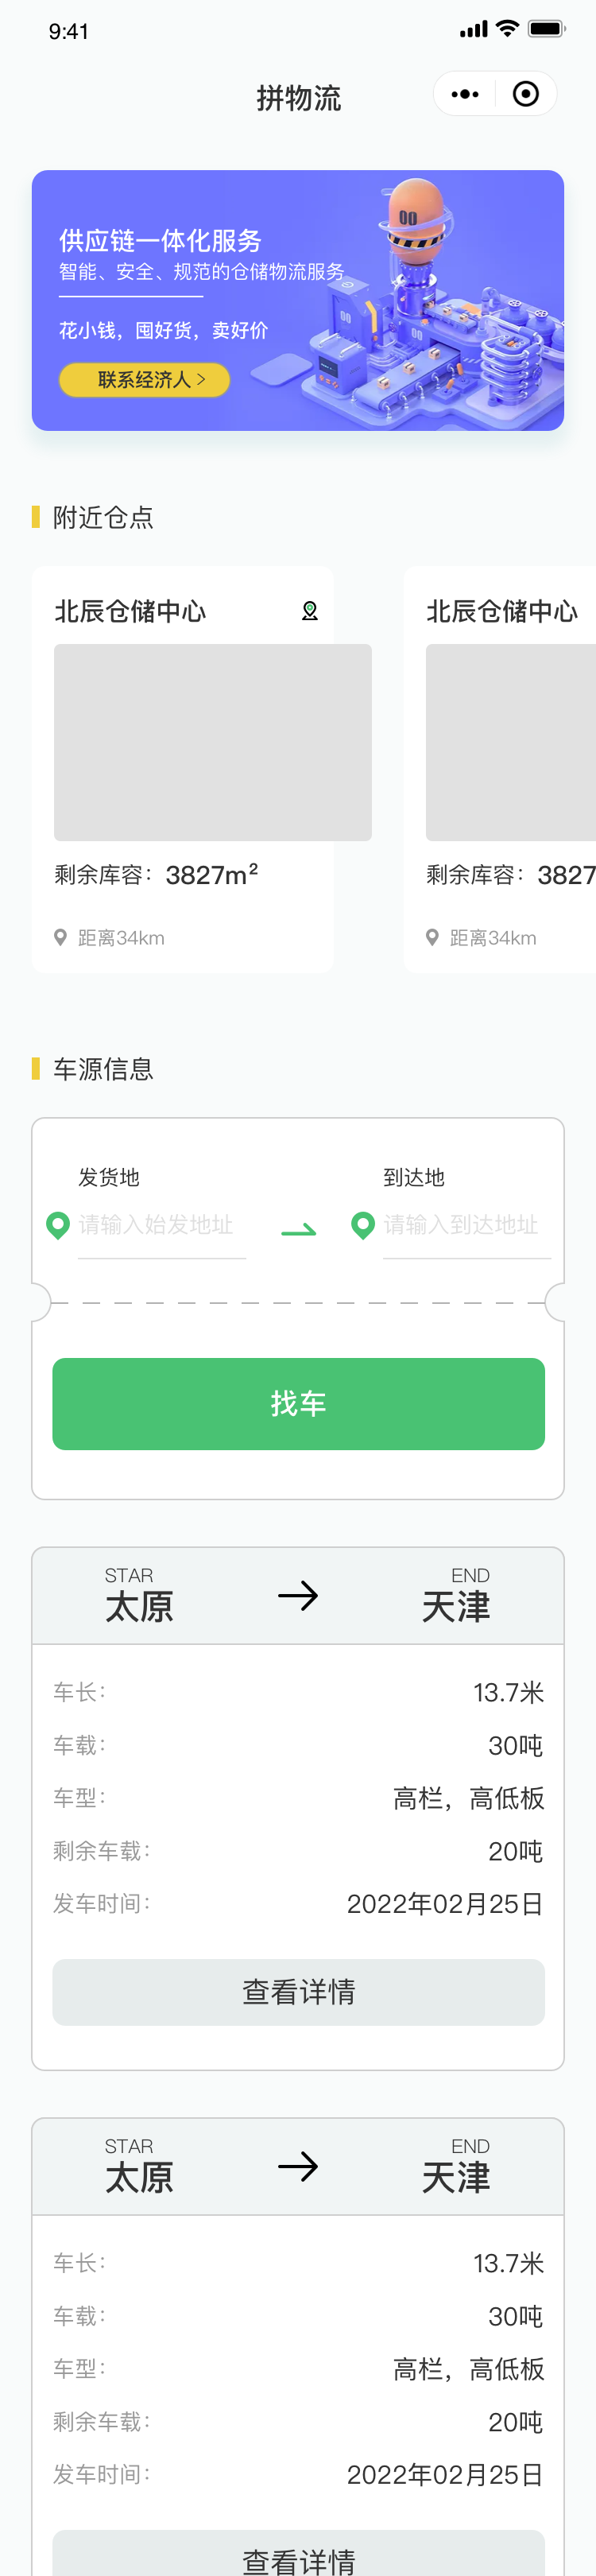 9:41
拼物流
供应链一体化服务
智能、安全、规范的仓储物流服务
花小钱，囤好货，卖好价
联系经济人 >
00
00
00
附近仓点
北辰仓储中心
北辰仓储中心
剩余库容：3827m²
剩余库容：3827
距离34km
距离34km
车源信息
发货地
到达地
请输入始发地址
请输入到达地址
找车
STAR
END
太原
天津
车长：
13.7米
车载：
30吨
车型：
高栏，高低板
剩余车载：
20吨
发车时间：
2022年02月25日
查看详情
STAR
END
太原
天津
车长：
13.7米
车载：
30吨
车型：
高栏，高低板
剩余车载：
20吨
发车时间：
2022年02月25日
查看详情